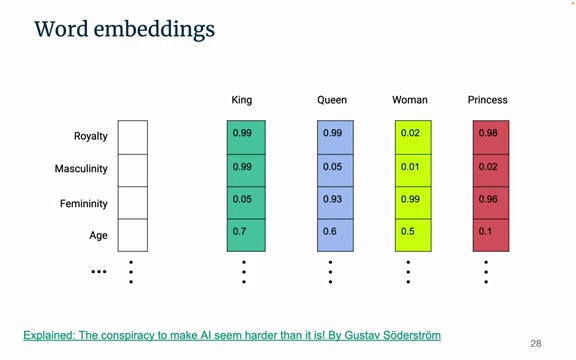 Word embeddings
King Queen Woman Princess
Royalty 0.99 0.99 0.02 0.98
Masculinity 0.99 0.05 0.01 0.02
Femininity 0.05 0.93 0.99 0.96
Age 0.7 0.6 0.5 0.1
Explained: The conspiracy to make AI seem harder than it is! By Gustav Söderström
28